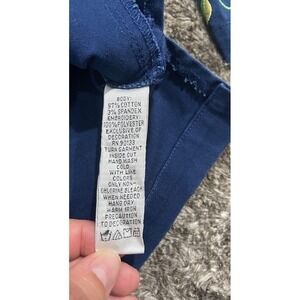 BODY:
97% COTTON
3% SPANDEX
EMBROIDERY:
100% POLYESTER
EXCLUSIVE OF
DECORATION
RN 90133
TURN GARMENT
INSIDE OUT
HAND WASH
COLD
WITH LIKE
COLORS
ONLY NON-
CHLORINE BLEACH
WHEN NEEDED
HANG DRY
WARM IRON
PRECAUTION
TO DECORATION